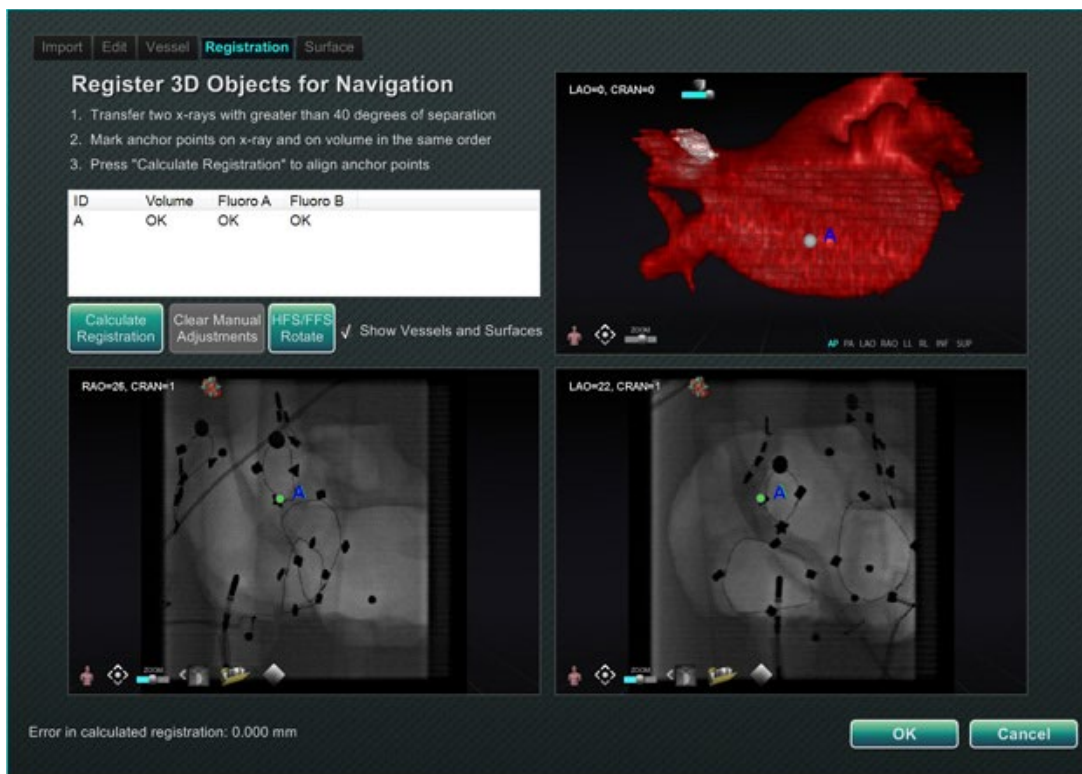 Import Edit Vessel Registration Surface
Register 3D Objects for Navigation
1. Transfer two x-rays with greater than 40 degrees of separation
2. Mark anchor points on x-ray and on volume in the same order
3. Press "Calculate Registration" to align anchor points
ID Volume Fluoro A Fluoro B
A OK OK OK
Calculate Registration
Clear Manual Adjustments
HFS/FFS Rotate
Show Vessels and Surfaces
LAO=0, CRAN=0
A
ZOOM
AP PA LAO RAO LL RL INF SUP
RAO=26, CRAN=1
A
ZOOM
LAO=22, CRAN=1
A
ZOOM
Error in calculated registration: 0.000 mm
OK
Cancel